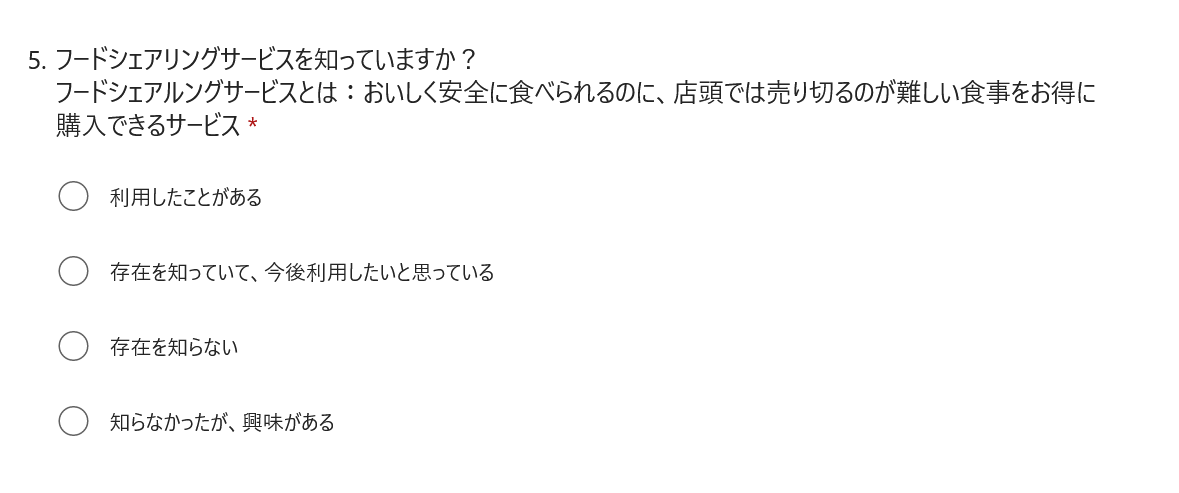 5. フードシェアリングサービスを知っていますか？
フードシェアルングサービスとは：おいしく安全に食べられるのに、店頭では売り切るのが難しい食事をお得に
購入できるサービス *
利用したことがある
存在を知っていて、今後利用したいと思っている
存在を知らない
知らなかったが、興味がある